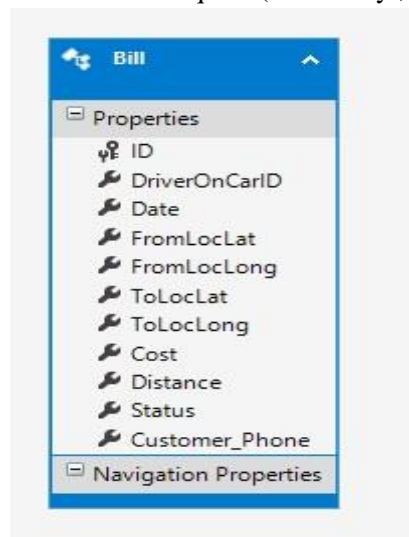 Bill
Properties
ID
DriverOnCarID
Date
FromLocLat
FromLocLong
ToLocLat
ToLocLong
Cost
Distance
Status
Customer_Phone
Navigation Properties